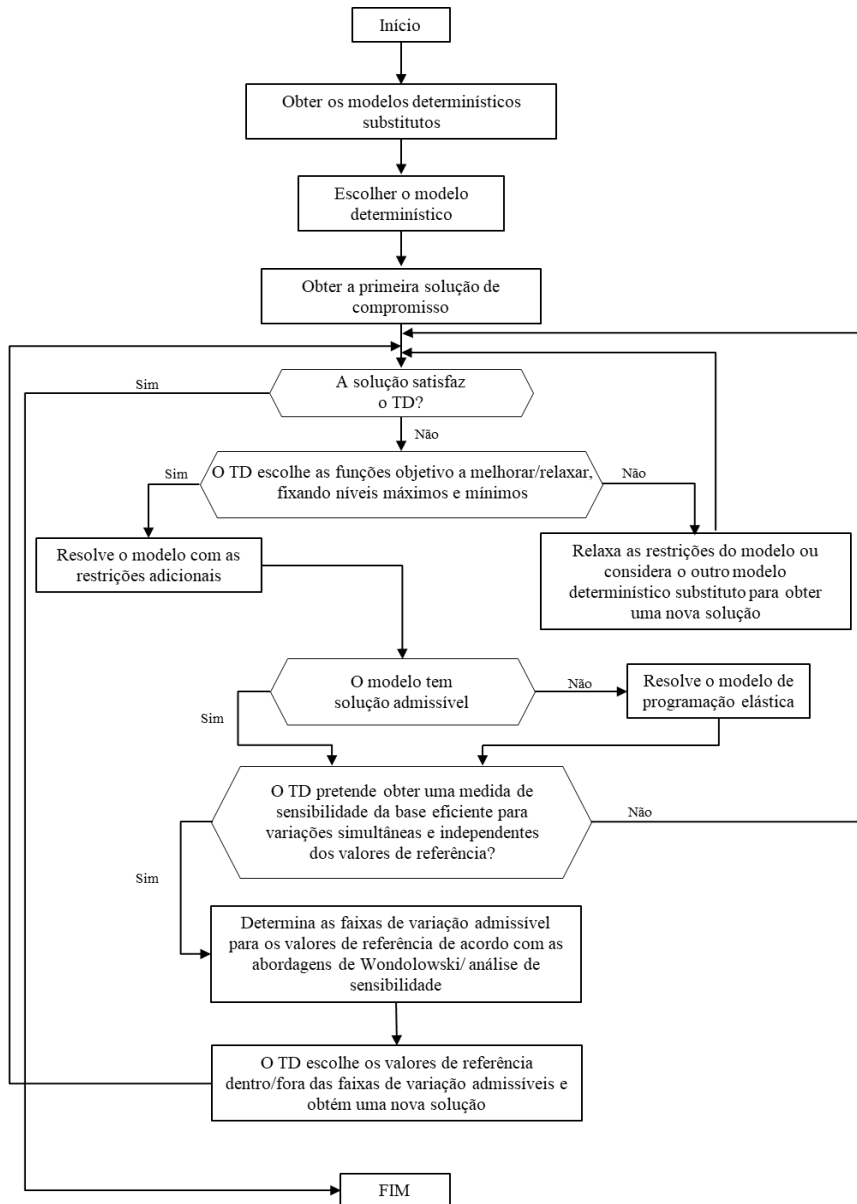 Início
Obter os modelos determinísticos
substitutos
Escolher o modelo
determinístico
Obter a primeira solução de
compromisso
Sim
A solução satisfaz
o TD?
Não
Sim
O TD escolhe as funções objetivo a melhorar/relaxar,
fixando níveis máximos e mínimos
Não
Resolve o modelo com as
restrições adicionais
Relaxa as restrições do modelo ou
considera o outro modelo
determinístico substituto para obter
uma nova solução
O modelo tem
solução admissível
Não
Resolve o modelo de
programação elástica
Sim
O TD pretende obter uma medida de
sensibilidade da base eficiente para
variações simultâneas e independentes
dos valores de referência?
Não
Sim
Determina as faixas de variação admissível
para os valores de referência de acordo com as
abordagens de Wondolowski/ análise de
sensibilidade
O TD escolhe os valores de referência
dentro/fora das faixas de variação admissíveis e
obtém uma nova solução
FIM